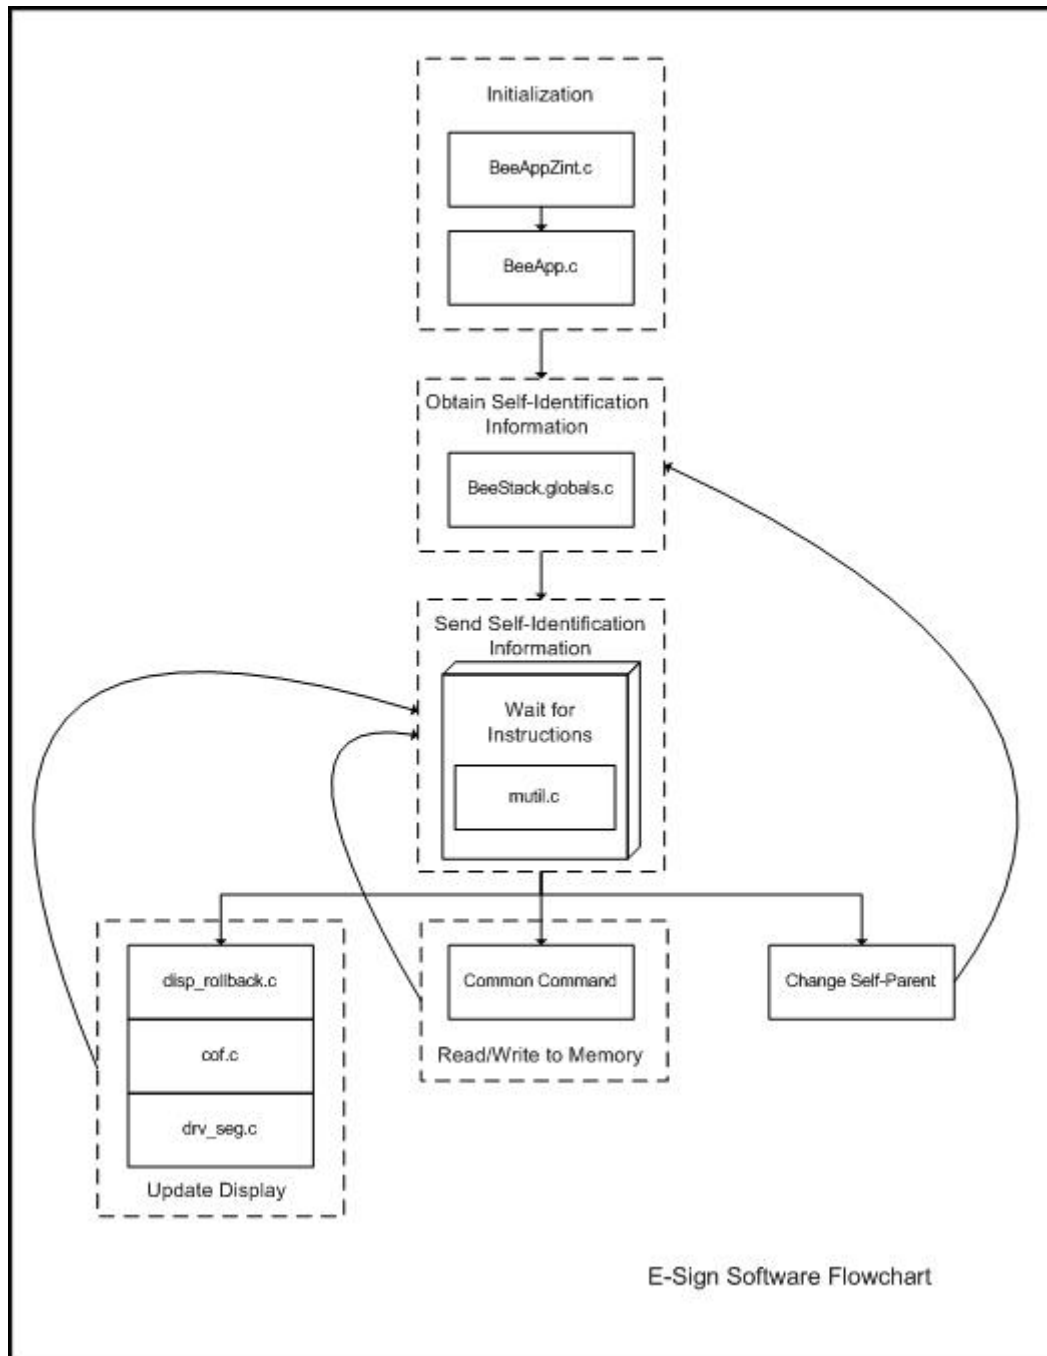 Initialization
BeeAppZint.c
BeeApp.c
Obtain Self-Identification
Information
BeeStack.globals.c
Send Self-Identification
Information
Wait for
Instructions
mutil.c
disp_rollback.c
cof.c
drv_seg.c
Update Display
Common Command
Read/Write to Memory
Change Self-Parent
E-Sign Software Flowchart